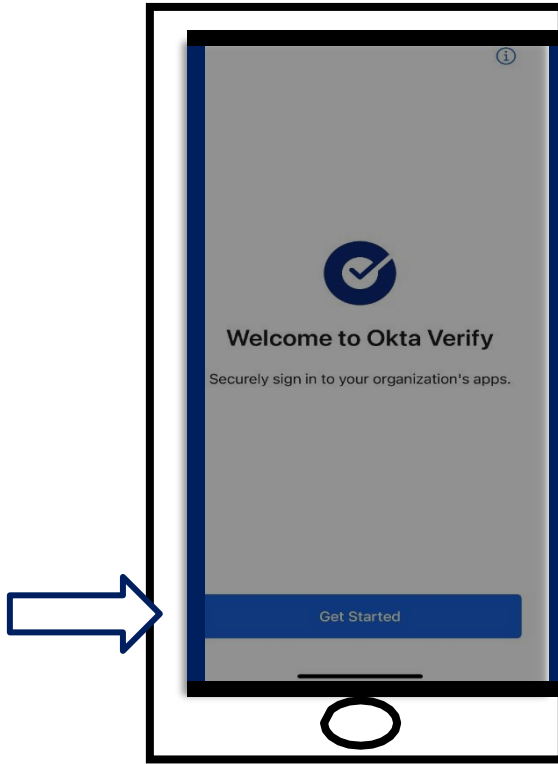 Welcome to Okta Verify
Securely sign in to your organization's apps.
Get Started